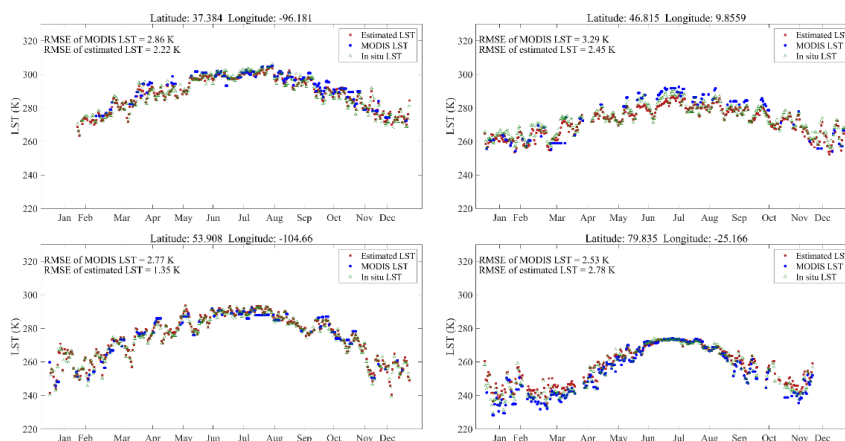 Latitude: 37.384 Longitude: -96.181
RMSE of MODIS LST = 2.86 K
RMSE of estimated LST = 2.22 K
Estimated LST
MODIS LST
In situ LST
LST (K)
300
280
260
240
220
Jan Feb Mar Apr May Jun Jul Aug Sep Oct Nov Dec
Latitude: 46.815 Longitude: 9.8559
RMSE of MODIS LST = 3.29 K
RMSE of estimated LST = 2.45 K
Estimated LST
MODIS LST
In situ LST
LST (K)
300
280
260
240
220
Jan Feb Mar Apr May Jun Jul Aug Sep Oct Nov Dec
Latitude: 53.908 Longitude: -104.66
RMSE of MODIS LST = 2.77 K
RMSE of estimated LST = 1.35 K
Estimated LST
MODIS LST
In situ LST
LST (K)
300
280
260
240
220
Jan Feb Mar Apr May Jun Jul Aug Sep Oct Nov Dec
Latitude: 79.835 Longitude: -25.166
RMSE of MODIS LST = 2.53 K
RMSE of estimated LST = 2.78 K
Estimated LST
MODIS LST
In situ LST
LST (K)
300
280
260
240
220
Jan Feb Mar Apr May Jun Jul Aug Sep Oct Nov Dec